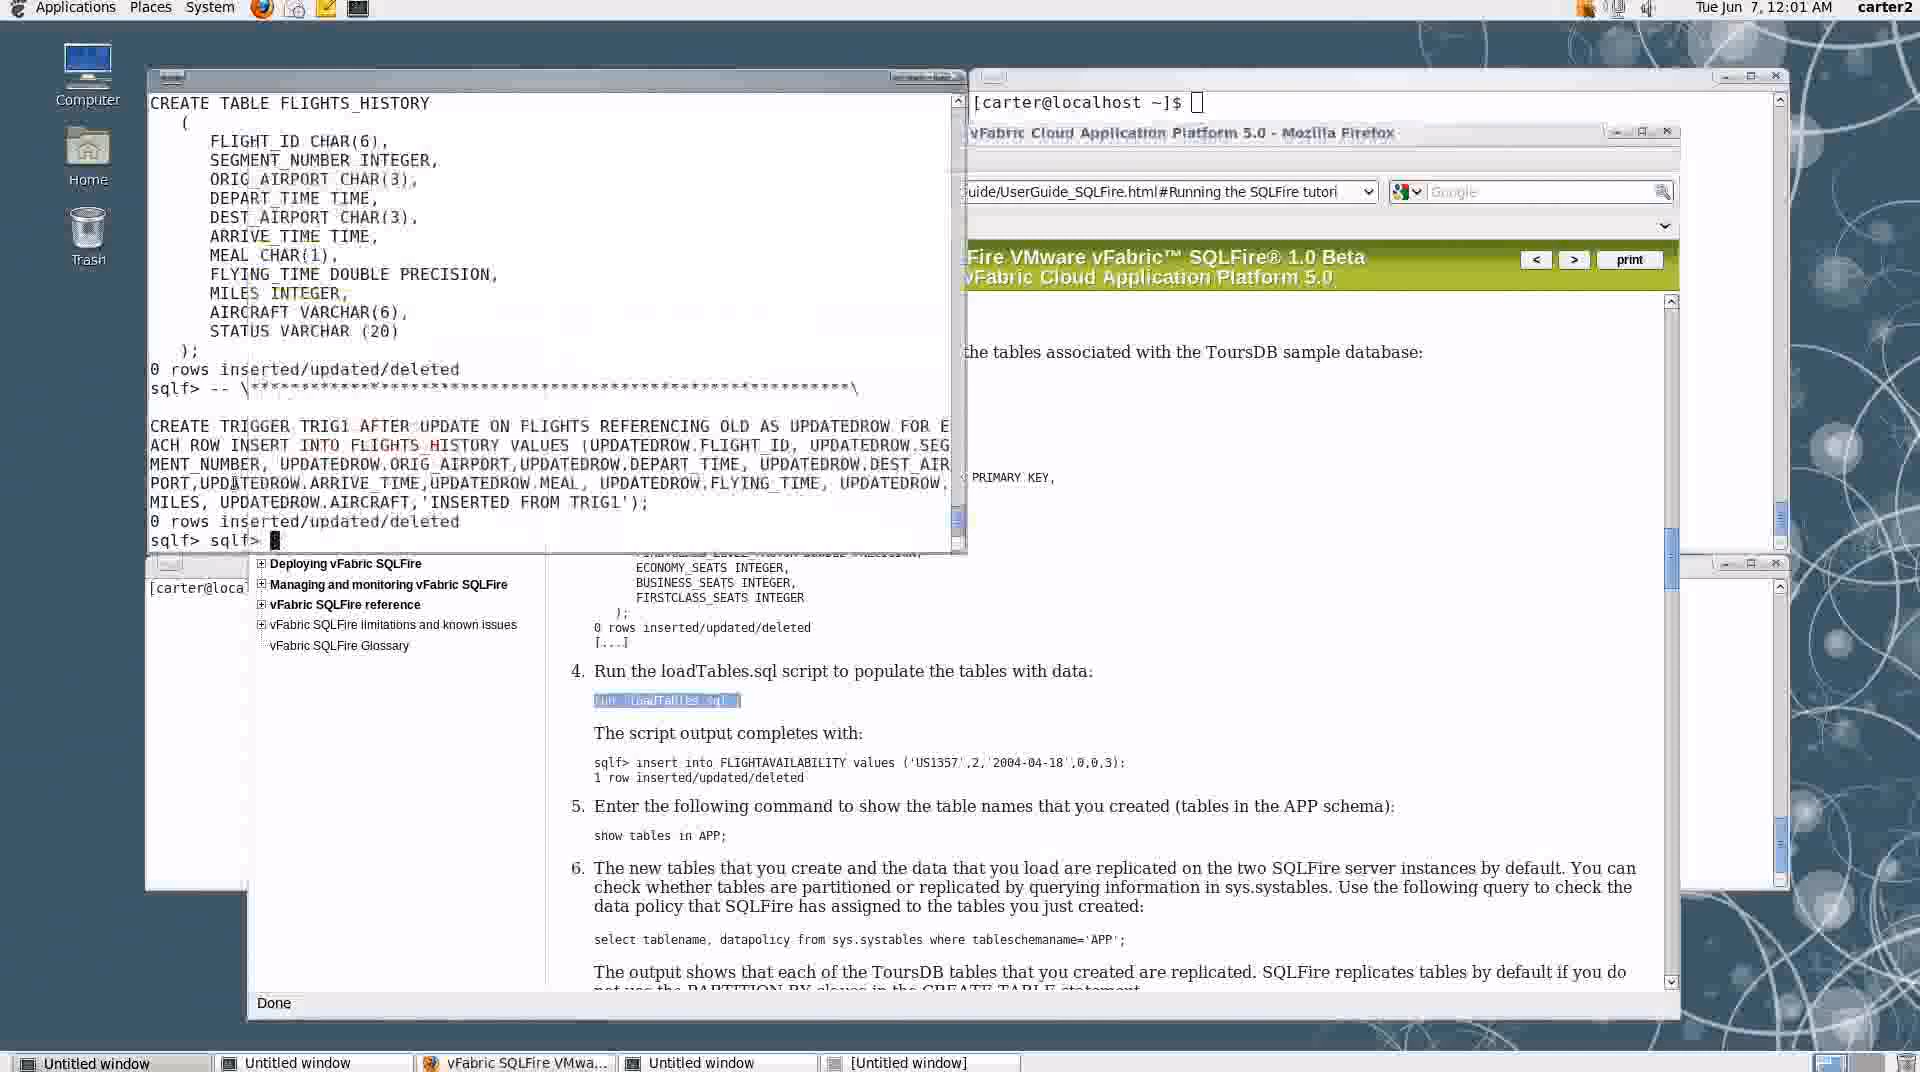 Applications Places System
Tue Jun 7, 12:01 AM carter2
Computer
Home
Trash
CREATE TABLE FLIGHTS_HISTORY
(
FLIGHT_ID CHAR(6),
SEGMENT_NUMBER INTEGER,
ORIG_AIRPORT CHAR(3),
DEPART_TIME TIME,
DEST_AIRPORT CHAR(3),
ARRIVE_TIME TIME,
MEAL CHAR(1),
FLYING_TIME DOUBLE PRECISION,
MILES INTEGER,
AIRCRAFT VARCHAR(6),
STATUS VARCHAR (20)
);
0 rows inserted/updated/deleted
sqlf> -- \************************************************************\
CREATE TRIGGER TRIG1 AFTER UPDATE ON FLIGHTS REFERENCING OLD AS UPDATEDROW FOR E
ACH ROW INSERT INTO FLIGHTS_HISTORY VALUES (UPDATEDROW.FLIGHT_ID, UPDATEDROW.SEG
MENT_NUMBER, UPDATEDROW.ORIG_AIRPORT,UPDATEDROW.DEPART_TIME, UPDATEDROW.DEST_AIR
PORT,UPDATEDROW.ARRIVE_TIME,UPDATEDROW.MEAL, UPDATEDROW.FLYING_TIME, UPDATEDROW.
MILES, UPDATEDROW.AIRCRAFT,'INSERTED FROM TRIG1');
0 rows inserted/updated/deleted
sqlf> sqlf>
[carter@localhost ~]$
vFabric Cloud Application Platform 5.0 - Mozilla Firefox
uide/UserGuide_SQLFire.html#Running the SQLFire tutori
Google
Fire VMware vFabric™ SQLFire® 1.0 Beta
vFabric Cloud Application Platform 5.0
< > print
the tables associated with the ToursDB sample database:
PRIMARY KEY,
[carter@loca
Deploying vFabric SQLFire
Managing and monitoring vFabric SQLFire
vFabric SQLFire reference
vFabric SQLFire limitations and known issues
vFabric SQLFire Glossary
ECONOMY_SEATS INTEGER,
BUSINESS_SEATS INTEGER,
FIRSTCLASS_SEATS INTEGER
);
0 rows inserted/updated/deleted
[....]
4. Run the loadTables.sql script to populate the tables with data:
run 'loadTables.sql';
The script output completes with:
sqlf> insert into FLIGHTAVAILABILITY values ('US1357',2,'2004-04-18',0,0,3);
1 row inserted/updated/deleted
5. Enter the following command to show the table names that you created (tables in the APP schema):
show tables in APP;
6. The new tables that you create and the data that you load are replicated on the two SQLFire server instances by default. You can
check whether tables are partitioned or replicated by querying information in sys.systables. Use the following query to check the
data policy that SQLFire has assigned to the tables you just created:
select tablename, datapolicy from sys.systables where tableschemaname='APP';
The output shows that each of the ToursDB tables that you created are replicated. SQLFire replicates tables by default if you do
not use the PARTITION BY clause in the CREATE TABLE statement.
Done
Untitled window
Untitled window
vFabric SQLFire VMwa...
Untitled window
[Untitled window]